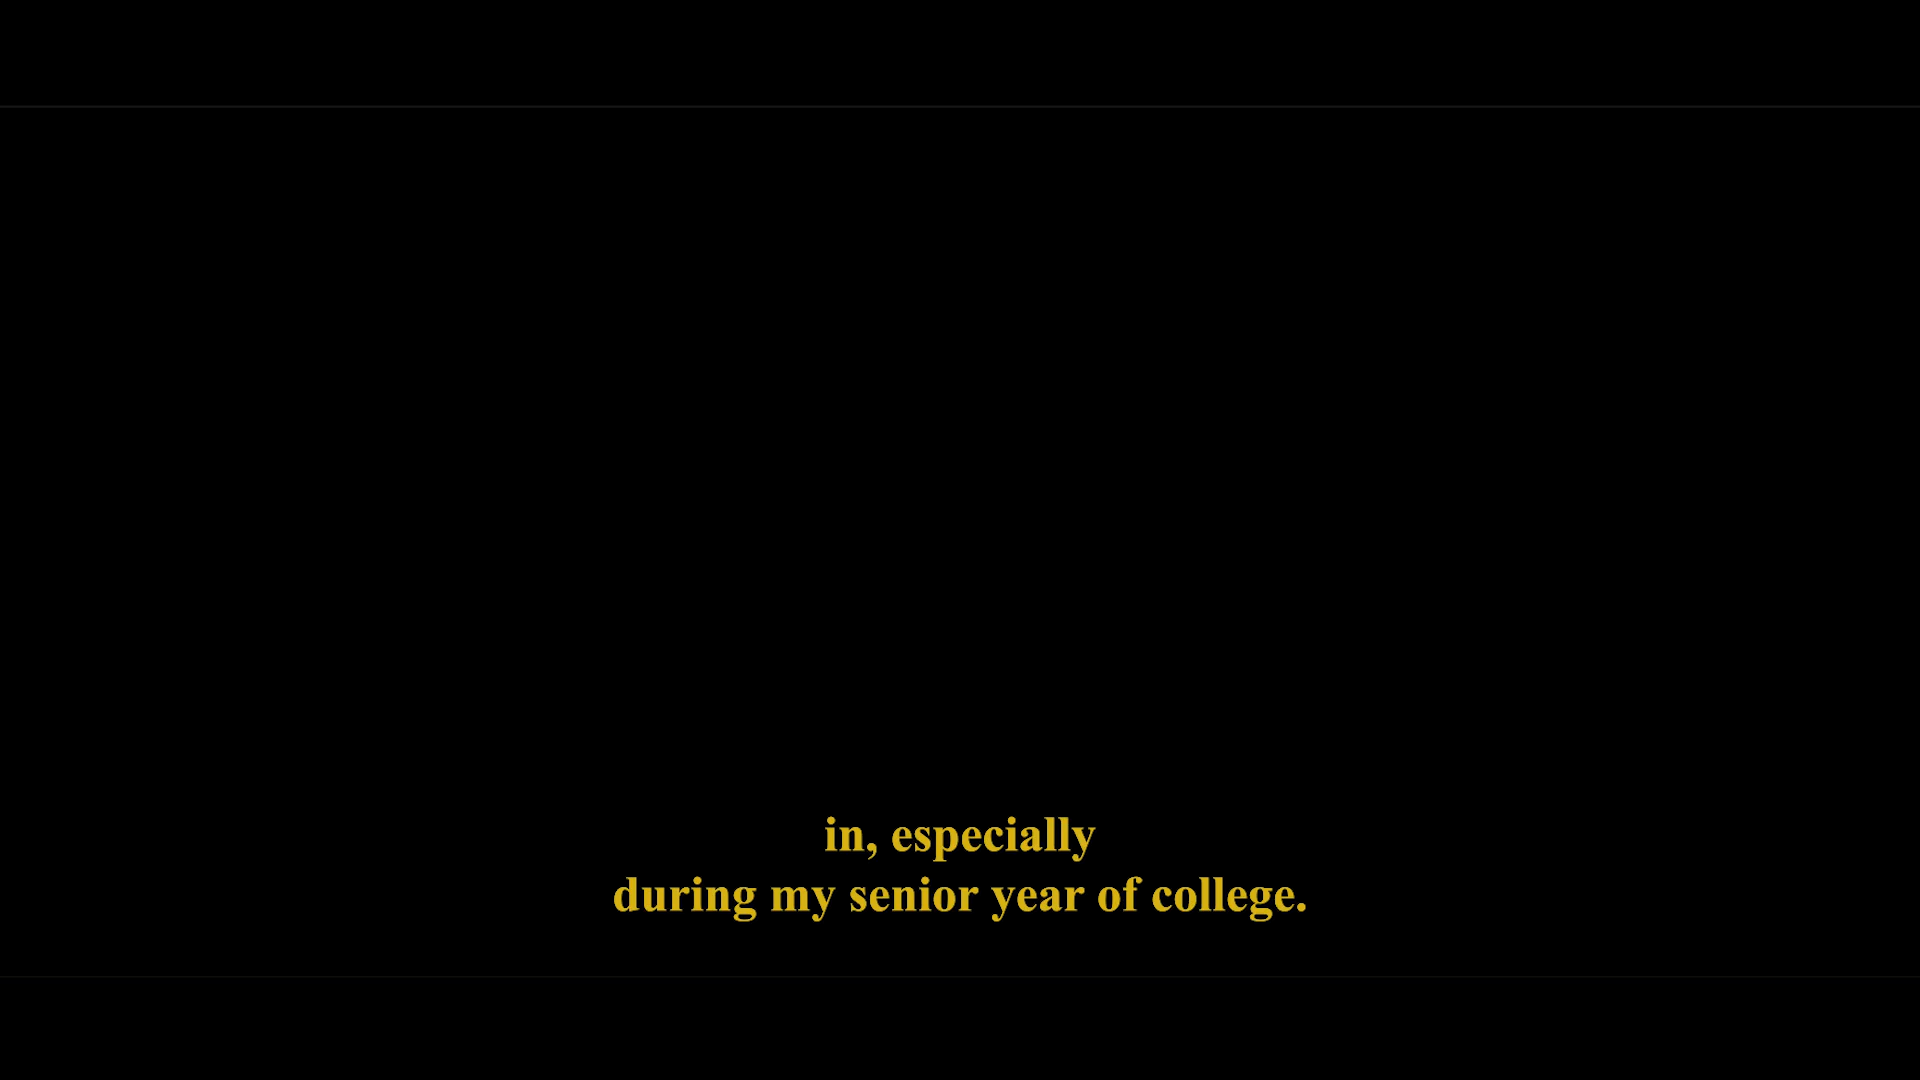 in, especially
during my senior year of college.